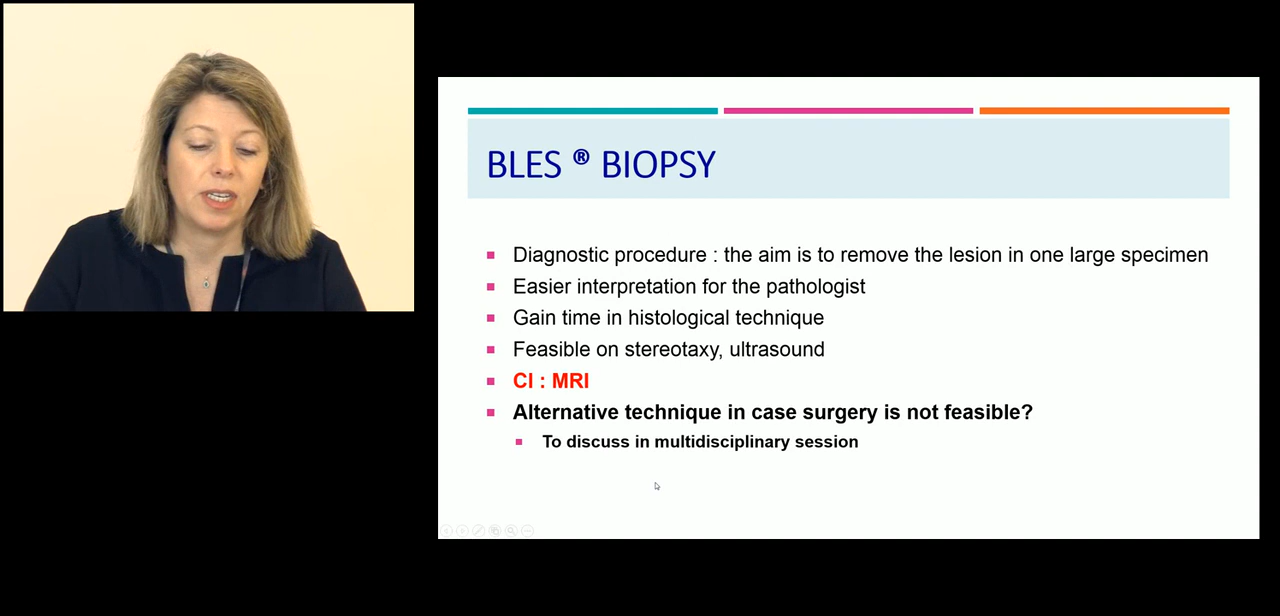 BLES ® BIOPSY
Diagnostic procedure : the aim is to remove the lesion in one large specimen
Easier interpretation for the pathologist
Gain time in histological technique
Feasible on stereotaxy, ultrasound
CI : MRI
Alternative technique in case surgery is not feasible?
To discuss in multidisciplinary session